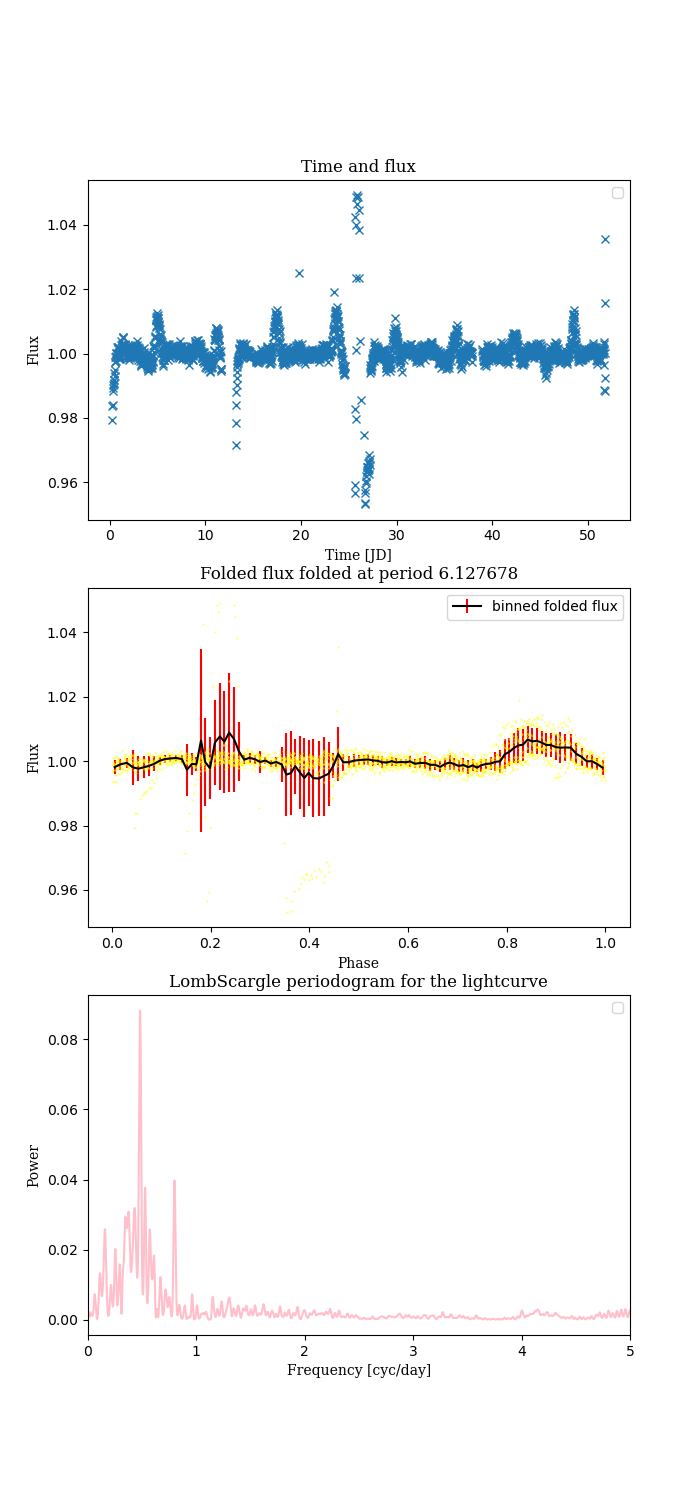 Time and flux
1.04
1.02
1.00
0.98
0.96
Flux
0 10 20 30 40 50
Time [JD]
Folded flux folded at period 6.127678
binned folded flux
1.04
1.02
1.00
0.98
0.96
Flux
0.0 0.2 0.4 0.6 0.8 1.0
Phase
LombScargle periodogram for the lightcurve
0.08
0.06
0.04
0.02
0.00
Power
0 1 2 3 4 5
Frequency [cyc/day]